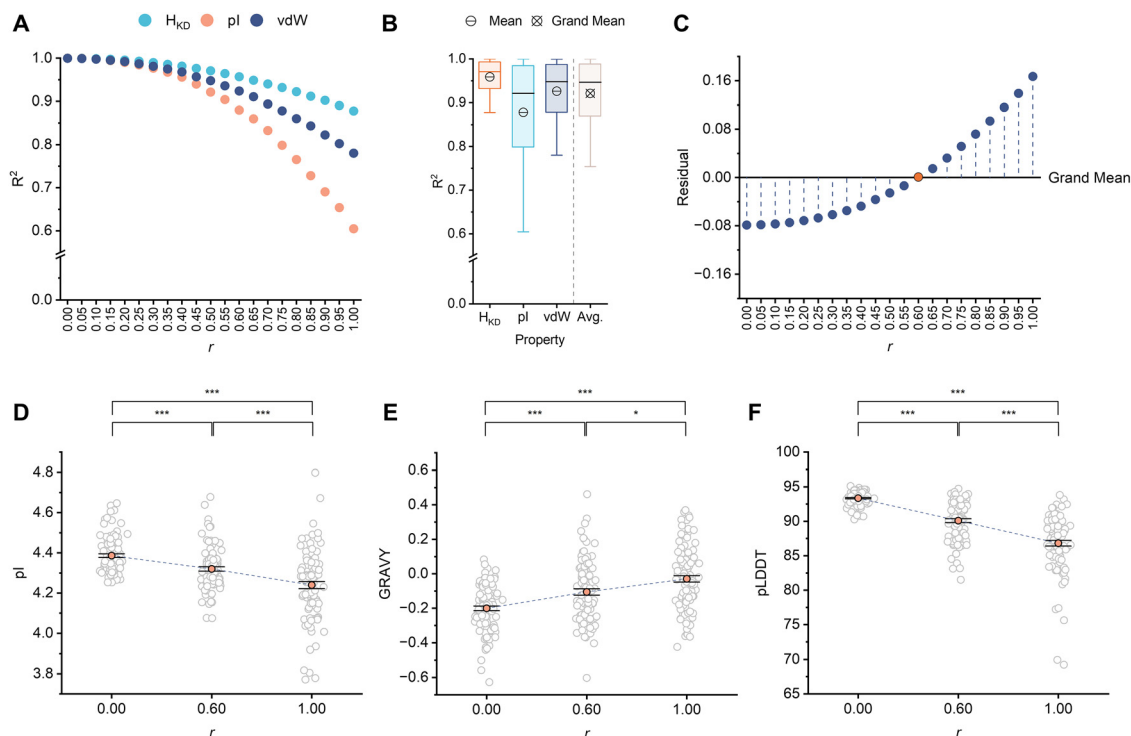 A
H_KD pI vdW
R²
1.0
0.9
0.8
0.7
0.6
0.0
0.00 0.05 0.10 0.15 0.20 0.25 0.30 0.35 0.40 0.45 0.50 0.55 0.60 0.65 0.70 0.75 0.80 0.85 0.90 0.95 1.00
r
B
Mean Grand Mean
R²
1.0
0.9
0.8
0.7
0.6
0.0
H_KD pI vdW Avg.
Property
C
Residual
0.16
0.08
0.00
−0.08
−0.16
Grand Mean
0.00 0.05 0.10 0.15 0.20 0.25 0.30 0.35 0.40 0.45 0.50 0.55 0.60 0.65 0.70 0.75 0.80 0.85 0.90 0.95 1.00
r
D
***
*** ***
pI
4.8
4.6
4.4
4.2
4.0
3.8
0.00 0.60 1.00
r
E
***
*** *
GRAVY
0.6
0.4
0.2
0.0
−0.2
−0.4
−0.6
0.00 0.60 1.00
r
F
***
*** ***
pLDDT
100
95
90
85
80
75
70
65
0.00 0.60 1.00
r